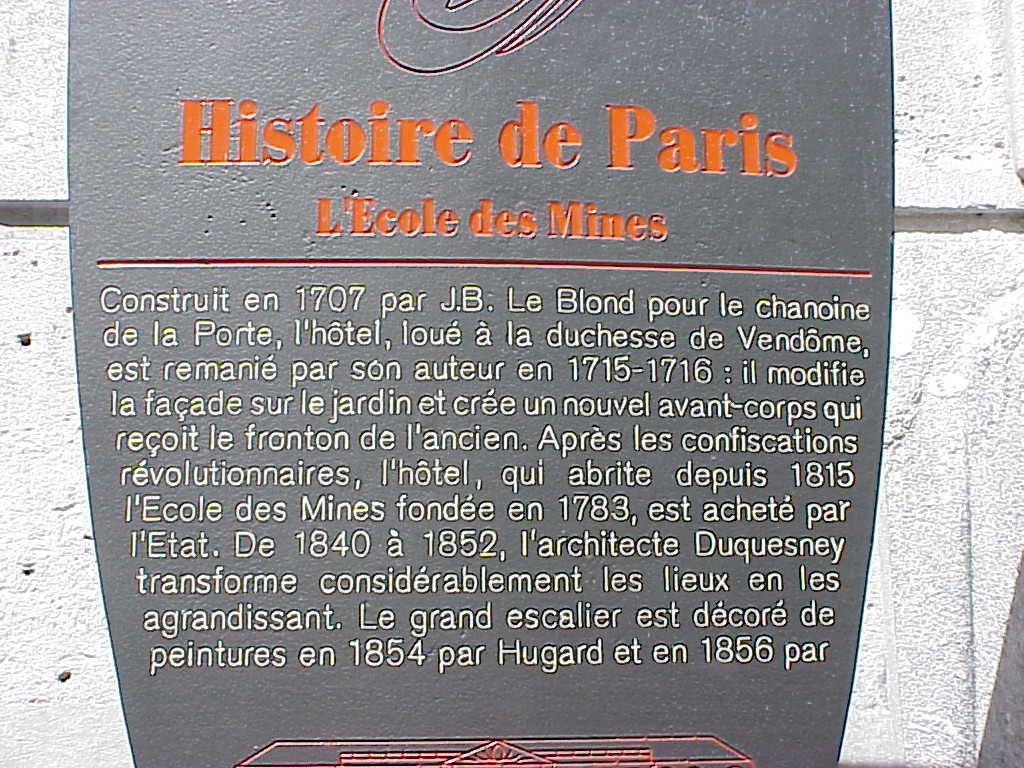 Histoire de Paris
L'Ecole des Mines
Construit en 1707 par J.B. Le Blond pour le chanoine
de la Porte, l'hôtel, loué à la duchesse de Vendôme,
est remanié par son auteur en 1715-1716 : il modifie
la façade sur le jardin et crée un nouvel avant-corps qui
reçoit le fronton de l'ancien. Après les confiscations
révolutionnaires, l'hôtel, qui abrite depuis 1815
l'Ecole des Mines fondée en 1783, est acheté par
l'Etat. De 1840 à 1852, l'architecte Duquesney
transforme considérablement les lieux en les
agrandissant. Le grand escalier est décoré de
peintures en 1854 par Hugard et en 1856 par